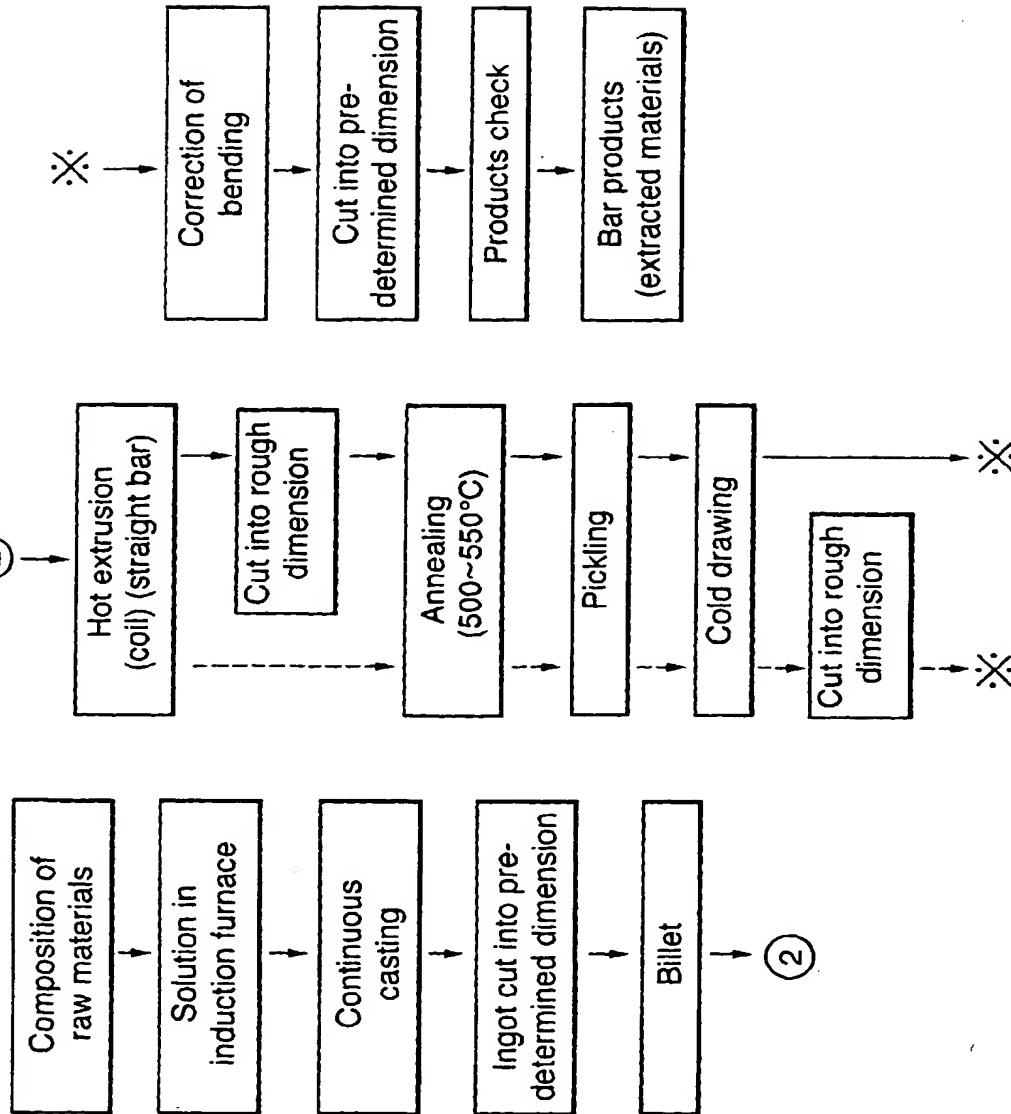 Composition of
raw materials
Solution in
induction furnace
Continuous
casting
Ingot cut into pre-
determined dimension
Billet
2
Hot extrusion
(coil) (straight bar)
Cut into rough
dimension
Annealing
(500~550°C)
Pickling
Cold drawing
Cut into rough
dimension
※
※
※
Correction of
bending
Cut into pre-
determined dimension
Products check
Bar products
(extracted materials)